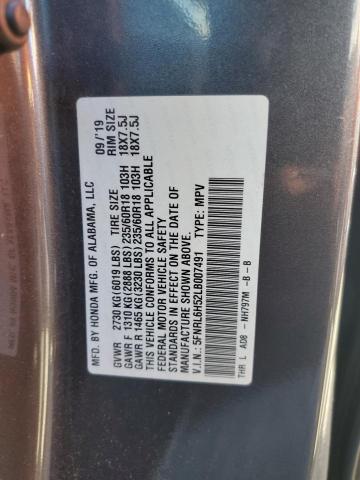 MFD. BY HONDA MFG. OF ALABAMA, LLC 09/'19
GVWR 2730 KG(6019 LBS) TIRE SIZE RIM SIZE
GAWR F 1310 KG(2888 LBS) 235/60R18 103H 18X7.5J
GAWR R 1465 KG(3230 LBS) 235/60R18 103H 18X7.5J
THIS VEHICLE CONFORMS TO ALL APPLICABLE
FEDERAL MOTOR VEHICLE SAFETY
STANDARDS IN EFFECT ON THE DATE OF
MANUFACTURE SHOWN ABOVE.
V.I.N.: 5FNRL6H52LB007491 TYPE: MPV
THR L AD8 -NH797M -B -B